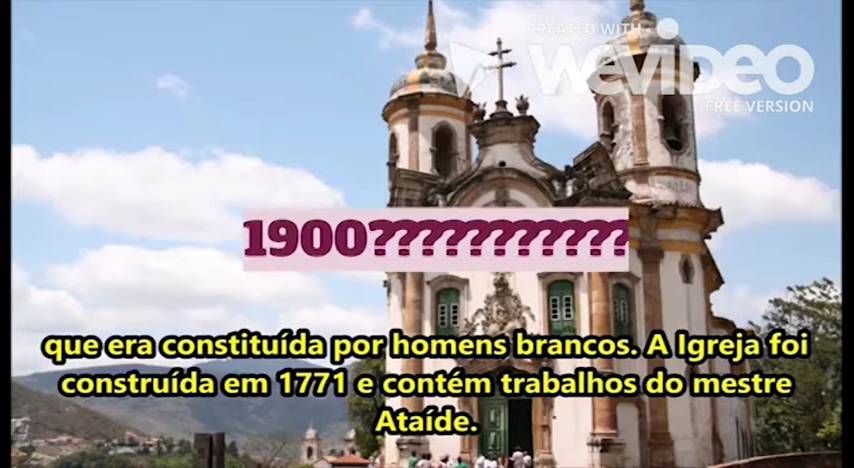 CREATED WITH
WEVIDEO
FREE VERSION
1900???????????
que era constituída por homens brancos. A Igreja foi
construída em 1771 e contém trabalhos do mestre
Ataíde.